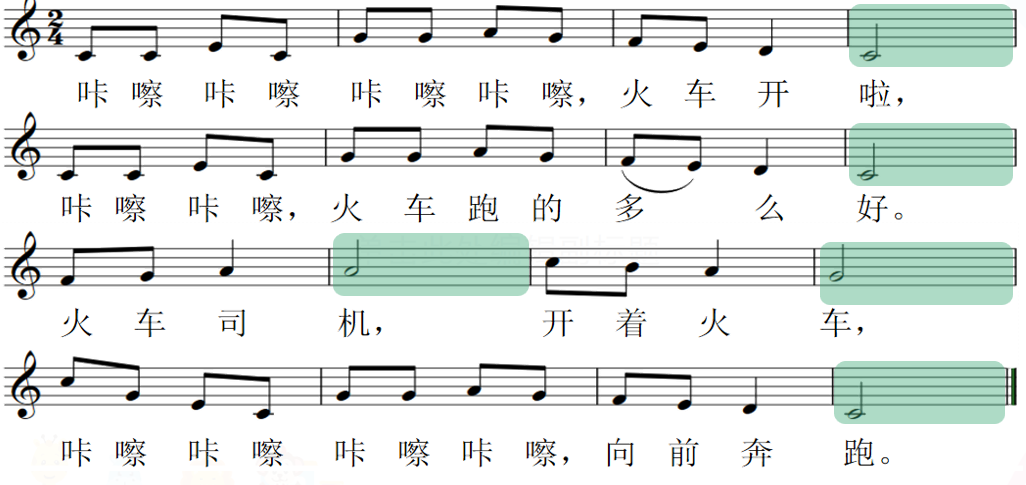 2
4
咔 嚓 咔 嚓 咔 嚓 咔 嚓， 火 车 开 啦，
咔 嚓 咔 嚓， 火 车 跑 的 多 么 好。
火 车 司 机， 开 着 火 车，
咔 嚓 咔 嚓 咔 嚓 咔 嚓， 向 前 奔 跑。